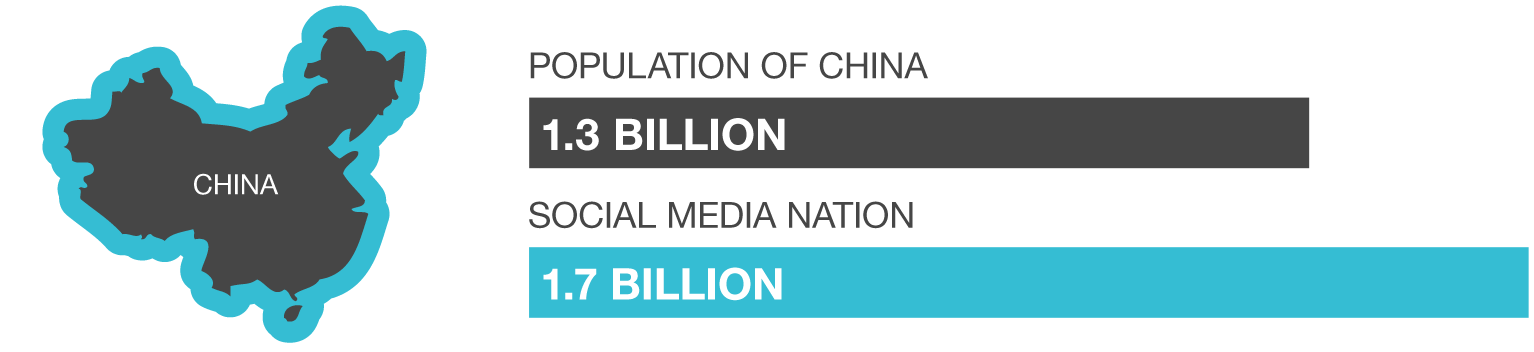 CHINA
POPULATION OF CHINA
1.3 BILLION
SOCIAL MEDIA NATION
1.7 BILLION